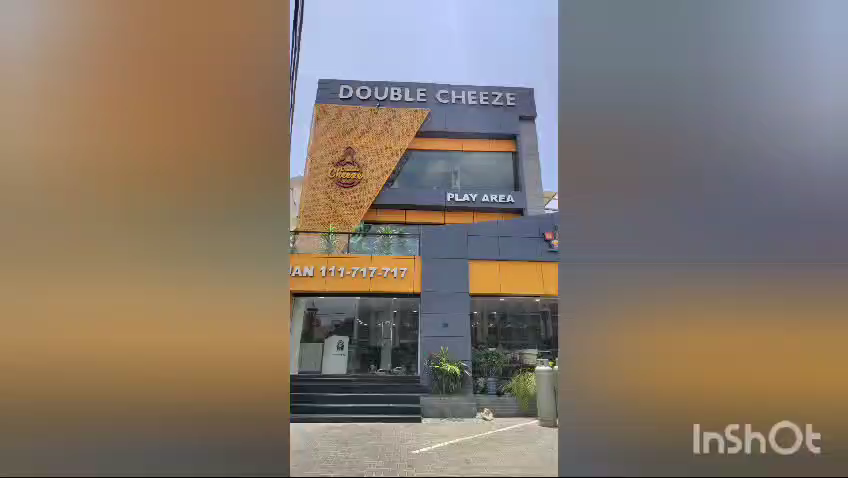 DOUBLE CHEEZE
Cheeze
PLAY AREA
UAN 111-717-717
InShOt